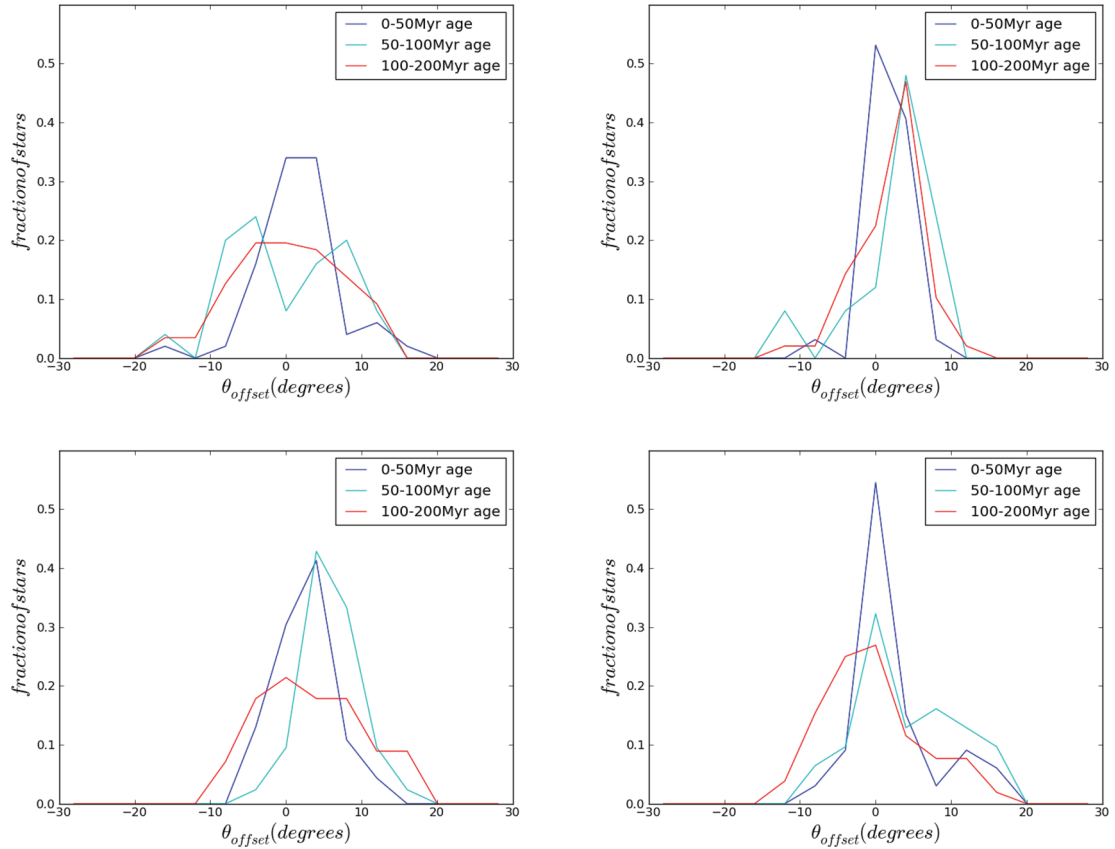 0-50Myr age
50-100Myr age
100-200Myr age
0.5
0.4
0.3
0.2
0.1
0.0
−30 −20 −10 0 10 20 30
fractionofstars
θoffset(degrees)
0-50Myr age
50-100Myr age
100-200Myr age
0.5
0.4
0.3
0.2
0.1
0.0
−30 −20 −10 0 10 20 30
fractionofstars
θoffset(degrees)
0-50Myr age
50-100Myr age
100-200Myr age
0.5
0.4
0.3
0.2
0.1
0.0
−30 −20 −10 0 10 20 30
fractionofstars
θoffset(degrees)
0-50Myr age
50-100Myr age
100-200Myr age
0.5
0.4
0.3
0.2
0.1
0.0
−30 −20 −10 0 10 20 30
fractionofstars
θoffset(degrees)